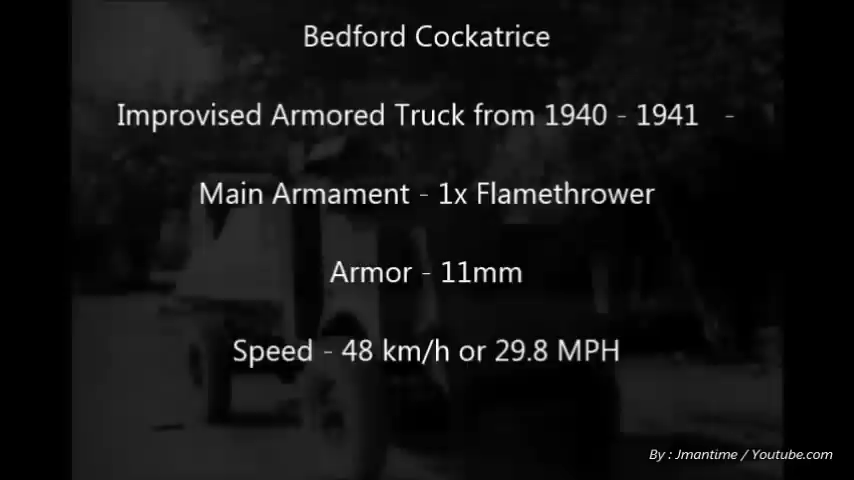 Bedford Cockatrice
Improvised Armored Truck from 1940 - 1941 -
Main Armament - 1x Flamethrower
Armor - 11mm
Speed - 48 km/h or 29.8 MPH
By : Jmantime / Youtube.com